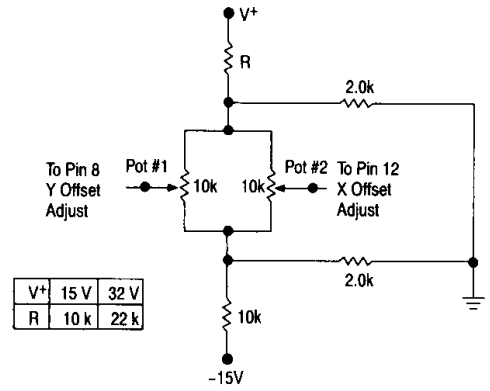 V+
R
2.0k
To Pin 8
Y Offset
Adjust
Pot #1
10k
10k
Pot #2
To Pin 12
X Offset
Adjust
2.0k
V+ 15 V 32 V
R 10 k 22 k
10k
–15V